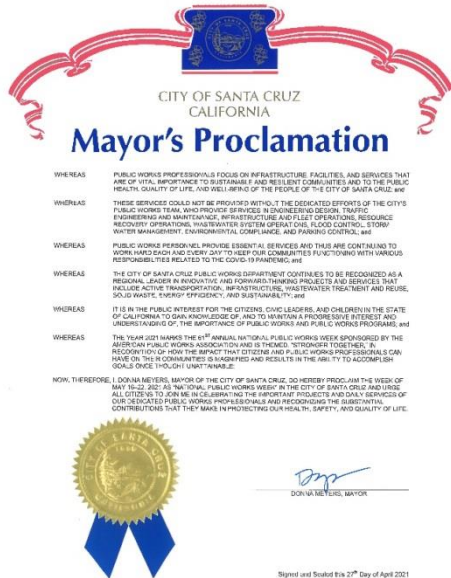 CITY OF SANTA CRUZ
CALIFORNIA
Mayor's Proclamation
WHEREAS PUBLIC WORKS PROFESSIONALS FOCUS ON INFRASTRUCTURE, FACILITIES, AND SERVICES THAT
ARE OF VITAL IMPORTANCE TO SUSTAINABLE AND RESILIENT COMMUNITIES AND TO THE PUBLIC
HEALTH, QUALITY OF LIFE, AND WELL-BEING OF THE PEOPLE OF THE CITY OF SANTA CRUZ; and
WHEREAS THESE SERVICES COULD NOT BE PROVIDED WITHOUT THE DEDICATED EFFORTS OF THE CITY'S
PUBLIC WORKS TEAM, WHO PROVIDE SERVICES IN ENGINEERING DESIGN, TRAFFIC
ENGINEERING AND MAINTENANCE, INFRASTRUCTURE AND FLEET OPERATIONS, RESOURCE
RECOVERY OPERATIONS, WASTEWATER SYSTEM OPERATIONS, FLOOD CONTROL, STORM
WATER MANAGEMENT, ENVIRONMENTAL COMPLIANCE, AND PARKING CONTROL; and
WHEREAS PUBLIC WORKS PERSONNEL PROVIDE ESSENTIAL SERVICES AND THUS ARE CONTINUING TO
WORK HARD EACH AND EVERY DAY TO KEEP OUR COMMUNITIES FUNCTIONING WITH VARIOUS
RESPONSIBILITIES RELATED TO THE COVID-19 PANDEMIC; and
WHEREAS THE CITY OF SANTA CRUZ PUBLIC WORKS DEPARTMENT CONTINUES TO BE RECOGNIZED AS A
REGIONAL LEADER IN INNOVATIVE AND FORWARD-THINKING PROJECTS AND SERVICES THAT
INCLUDE ACTIVE TRANSPORTATION, INFRASTRUCTURE, WASTEWATER TREATMENT AND REUSE,
SOLID WASTE, ENERGY EFFICIENCY, AND SUSTAINABILITY; and
WHEREAS IT IS IN THE PUBLIC INTEREST FOR THE CITIZENS, CIVIC LEADERS, AND CHILDREN IN THE STATE
OF CALIFORNIA TO GAIN KNOWLEDGE OF, AND TO MAINTAIN A PROGRESSIVE INTEREST AND
UNDERSTANDING OF, THE IMPORTANCE OF PUBLIC WORKS AND PUBLIC WORKS PROGRAMS; and
WHEREAS THE YEAR 2021 MARKS THE 61ST ANNUAL NATIONAL PUBLIC WORKS WEEK SPONSORED BY THE
AMERICAN PUBLIC WORKS ASSOCIATION AND IS THEMED, "STRONGER TOGETHER," IN
RECOGNITION OF HOW THE IMPACT THAT CITIZENS AND PUBLIC WORKS PROFESSIONALS CAN
HAVE ON THEIR COMMUNITIES IS MAGNIFIED AND RESULTS IN THE ABILITY TO ACCOMPLISH
GOALS ONCE THOUGHT UNATTAINABLE:
NOW, THEREFORE, I, DONNA MEYERS, MAYOR OF THE CITY OF SANTA CRUZ, DO HEREBY PROCLAIM THE WEEK OF
MAY 16–22, 2021 AS "NATIONAL PUBLIC WORKS WEEK" IN THE CITY OF SANTA CRUZ AND URGE
ALL CITIZENS TO JOIN ME IN CELEBRATING THE IMPORTANT PROJECTS AND DAILY SERVICES OF
OUR DEDICATED PUBLIC WORKS PROFESSIONALS AND RECOGNIZING THE SUBSTANTIAL
CONTRIBUTIONS THAT THEY MAKE IN PROTECTING OUR HEALTH, SAFETY, AND QUALITY OF LIFE.
CITY OF SANTA CRUZ
DONNA MEYERS, MAYOR
Signed and Sealed this 27th Day of April 2021